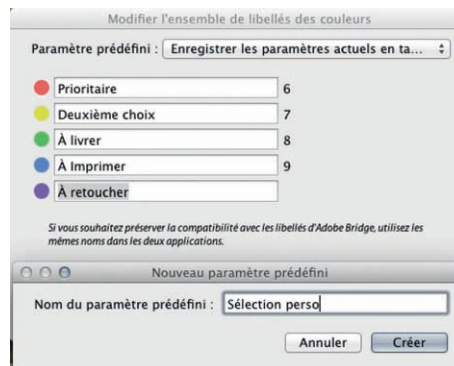 Modifier l'ensemble de libellés des couleurs
Paramètre prédéfini : Enregistrer les paramètres actuels en ta...
Prioritaire 6
Deuxième choix 7
À livrer 8
À Imprimer 9
À retoucher
Si vous souhaitez préserver la compatibilité avec les libellés d'Adobe Bridge, utilisez les
mêmes noms dans les deux applications.
Nouveau paramètre prédéfini
Nom du paramètre prédéfini : Sélection perso
Annuler Créer